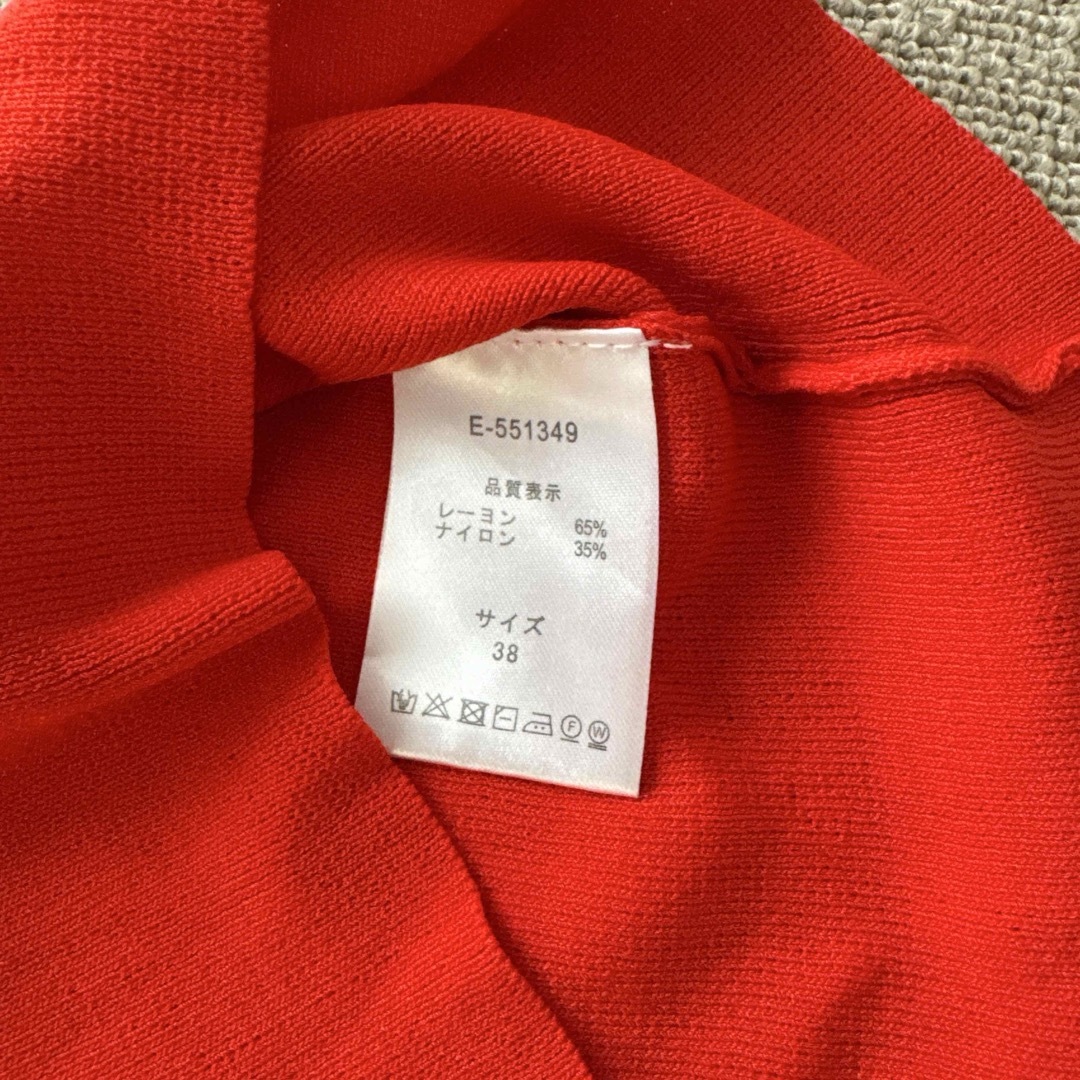 E-551349
品質表示
レーヨン 65%
ナイロン 35%
サイズ
38
F W